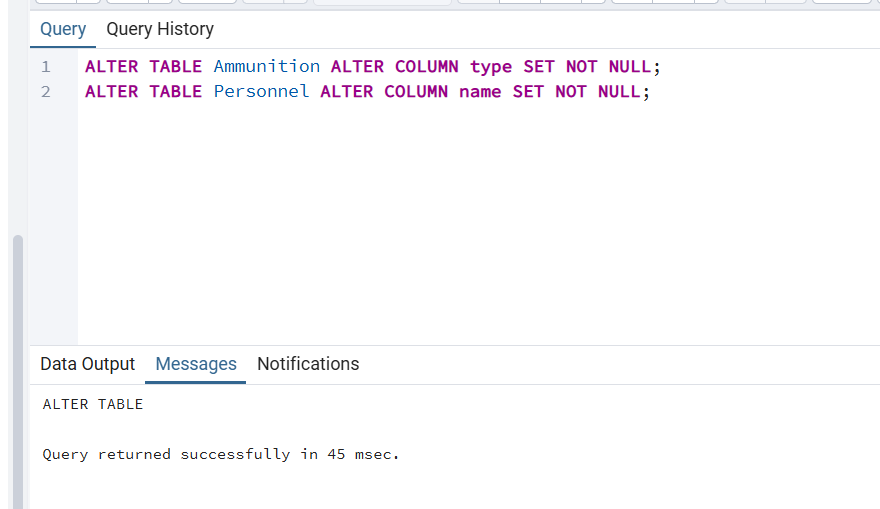 Query Query History
1 ALTER TABLE Ammunition ALTER COLUMN type SET NOT NULL;
2 ALTER TABLE Personnel ALTER COLUMN name SET NOT NULL;
Data Output Messages Notifications
ALTER TABLE
Query returned successfully in 45 msec.